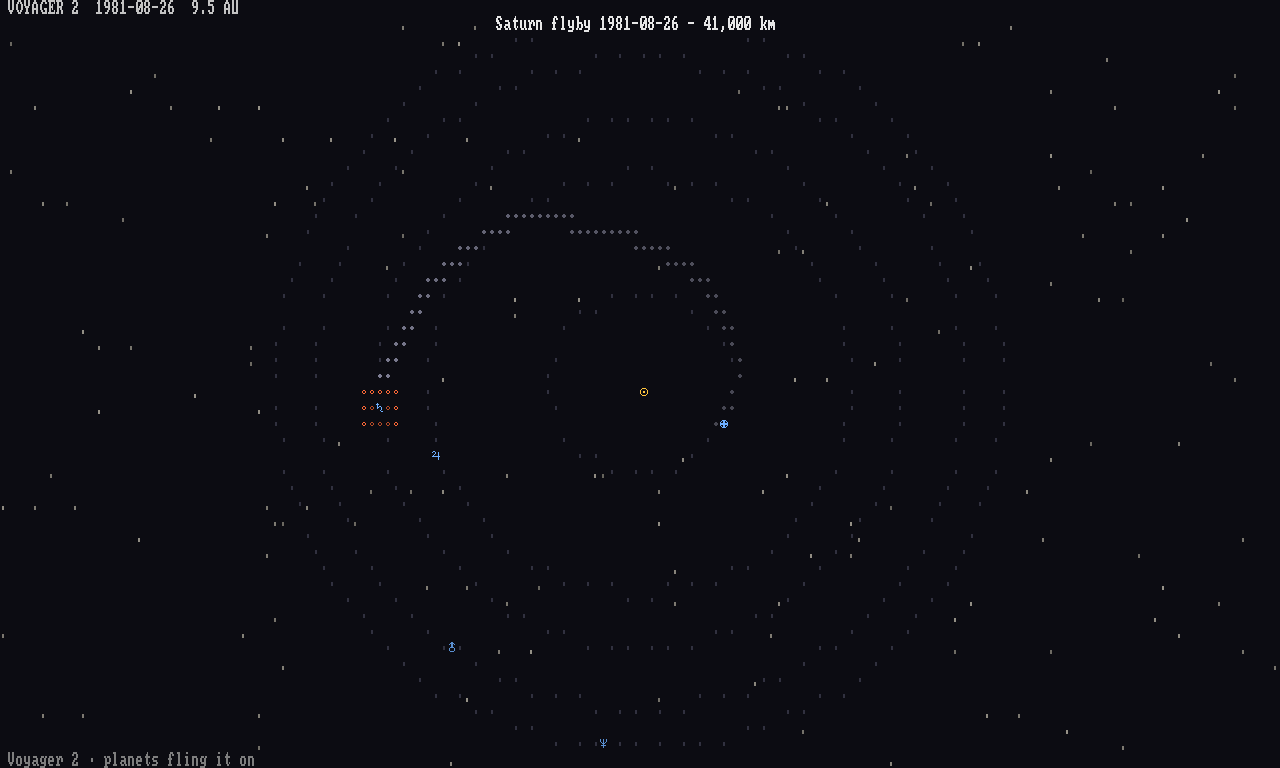 VOYAGER 2  1981-08-26  9.5 AU
Saturn flyby 1981-08-26 - 41,000 km
Voyager 2 · planets fling it on